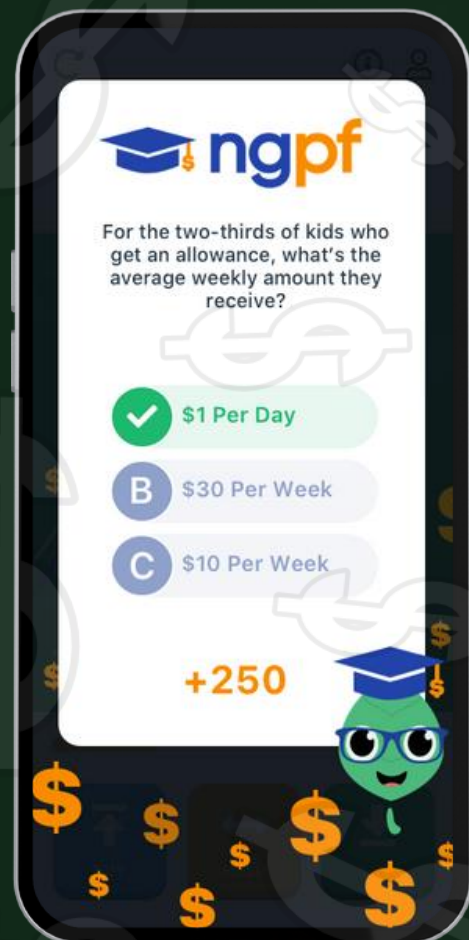 ngpf
For the two-thirds of kids who
get an allowance, what's the
average weekly amount they
receive?
$1 Per Day
B $30 Per Week
C $10 Per Week
+250